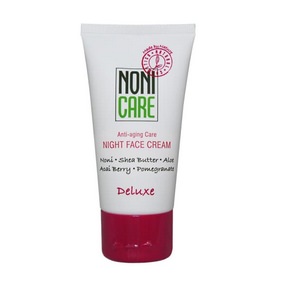 NONI
CARE
Anti-aging Care
NIGHT FACE CREAM
Noni • Shea Butter • Aloe
Acai Berry • Pomegranate
Deluxe